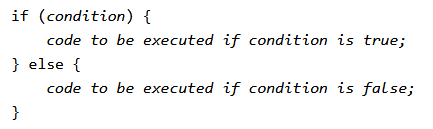 if (condition) {
    code to be executed if condition is true;
} else {
    code to be executed if condition is false;
}